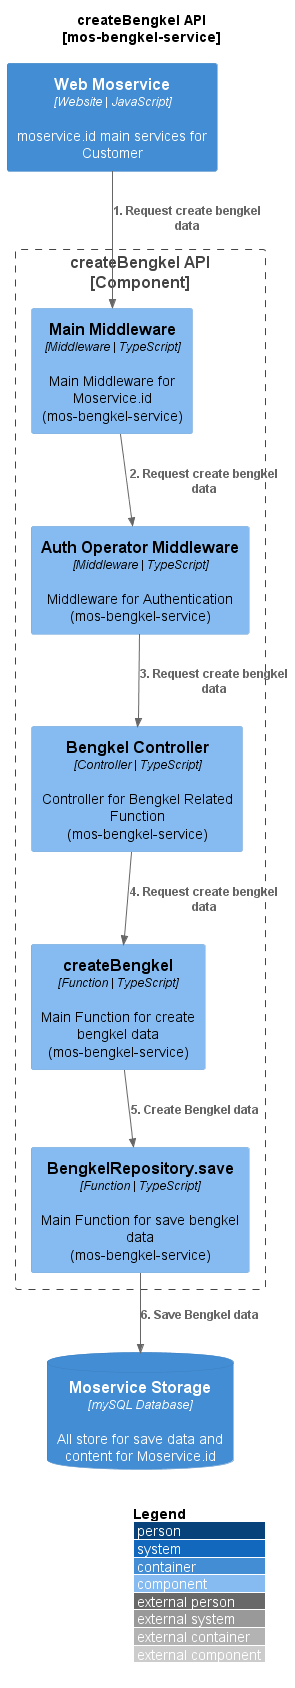 createBengkel API
[mos-bengkel-service]
Web Moservice
[Website | JavaScript]
moservice.id main services for
Customer
1. Request create bengkel
data
createBengkel API
[Component]
Main Middleware
[Middleware | TypeScript]
Main Middleware for
Moservice.id
(mos-bengkel-service)
2. Request create bengkel
data
Auth Operator Middleware
[Middleware | TypeScript]
Middleware for Authentication
(mos-bengkel-service)
3. Request create bengkel
data
Bengkel Controller
[Controller | TypeScript]
Controller for Bengkel Related
Function
(mos-bengkel-service)
4. Request create bengkel
data
createBengkel
[Function | TypeScript]
Main Function for create
bengkel data
(mos-bengkel-service)
5. Create Bengkel data
BengkelRepository.save
[Function | TypeScript]
Main Function for save bengkel
data
(mos-bengkel-service)
6. Save Bengkel data
Moservice Storage
[mySQL Database]
All store for save data and
content for Moservice.id
Legend
person
system
container
component
external person
external system
external container
external component